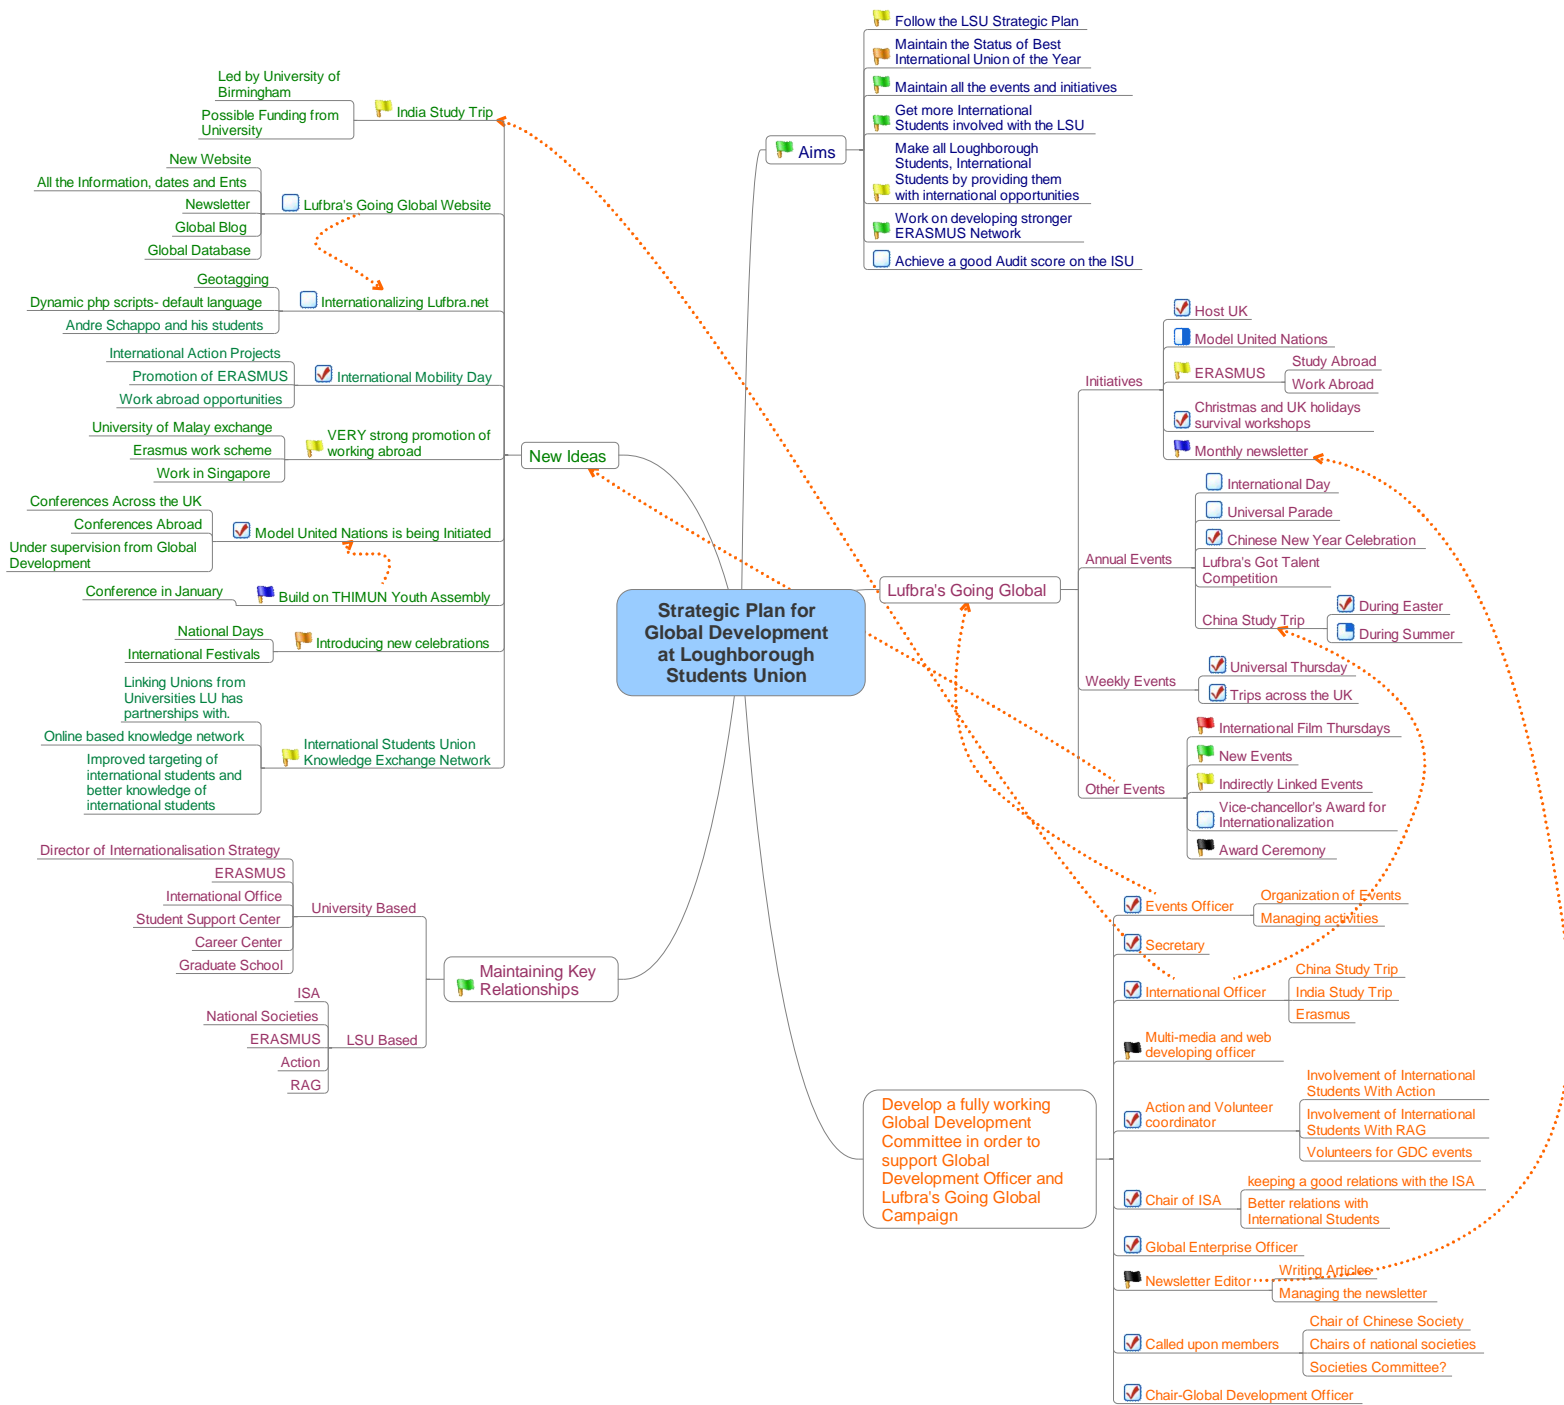 Strategic Plan for
Global Development
at Loughborough
Students Union
Aims
Follow the LSU Strategic Plan
Maintain the Status of Best
International Union of the Year
Maintain all the events and initiatives
Get more International
Students involved with the LSU
Make all Loughborough
Students, International
Students by providing them
with international opportunities
Work on developing stronger
ERASMUS Network
Achieve a good Audit score on the ISU
Lufbra's Going Global
Initiatives
Host UK
Model United Nations
ERASMUS
Study Abroad
Work Abroad
Christmas and UK holidays
survival workshops
Monthly newsletter
Annual Events
International Day
Universal Parade
Chinese New Year Celebration
Lufbra's Got Talent
Competition
China Study Trip
During Easter
During Summer
Weekly Events
Universal Thursday
Trips across the UK
Other Events
International Film Thursdays
New Events
Indirectly Linked Events
Vice-chancellor's Award for
Internationalization
Award Ceremony
Develop a fully working
Global Development
Committee in order to
support Global
Development Officer and
Lufbra's Going Global
Campaign
Events Officer
Organization of Events
Managing activities
Secretary
International Officer
China Study Trip
India Study Trip
Erasmus
Multi-media and web
developing officer
Action and Volunteer
coordinator
Involvement of International
Students With Action
Involvement of International
Students With RAG
Volunteers for GDC events
Chair of ISA
keeping a good relations with the ISA
Better relations with
International Students
Global Enterprise Officer
Newsletter Editor
Writing Articles
Managing the newsletter
Called upon members
Chair of Chinese Society
Chairs of national societies
Societies Committee?
Chair-Global Development Officer
New Ideas
India Study Trip
Led by University of
Birmingham
Possible Funding from
University
Lufbra's Going Global Website
New Website
All the Information, dates and Ents
Newsletter
Global Blog
Global Database
Internationalizing Lufbra.net
Geotagging
Dynamic php scripts- default language
Andre Schappo and his students
International Mobility Day
International Action Projects
Promotion of ERASMUS
Work abroad opportunities
VERY strong promotion of
working abroad
University of Malay exchange
Erasmus work scheme
Work in Singapore
Model United Nations is being Initiated
Conferences Across the UK
Conferences Abroad
Under supervision from Global
Development
Build on THIMUN Youth Assembly
Conference in January
Introducing new celebrations
National Days
International Festivals
International Students Union
Knowledge Exchange Network
Linking Unions from
Universities LU has
partnerships with.
Online based knowledge network
Improved targeting of
international students and
better knowledge of
international students
Maintaining Key
Relationships
University Based
Director of Internationalisation Strategy
ERASMUS
International Office
Student Support Center
Career Center
Graduate School
LSU Based
ISA
National Societies
ERASMUS
Action
RAG